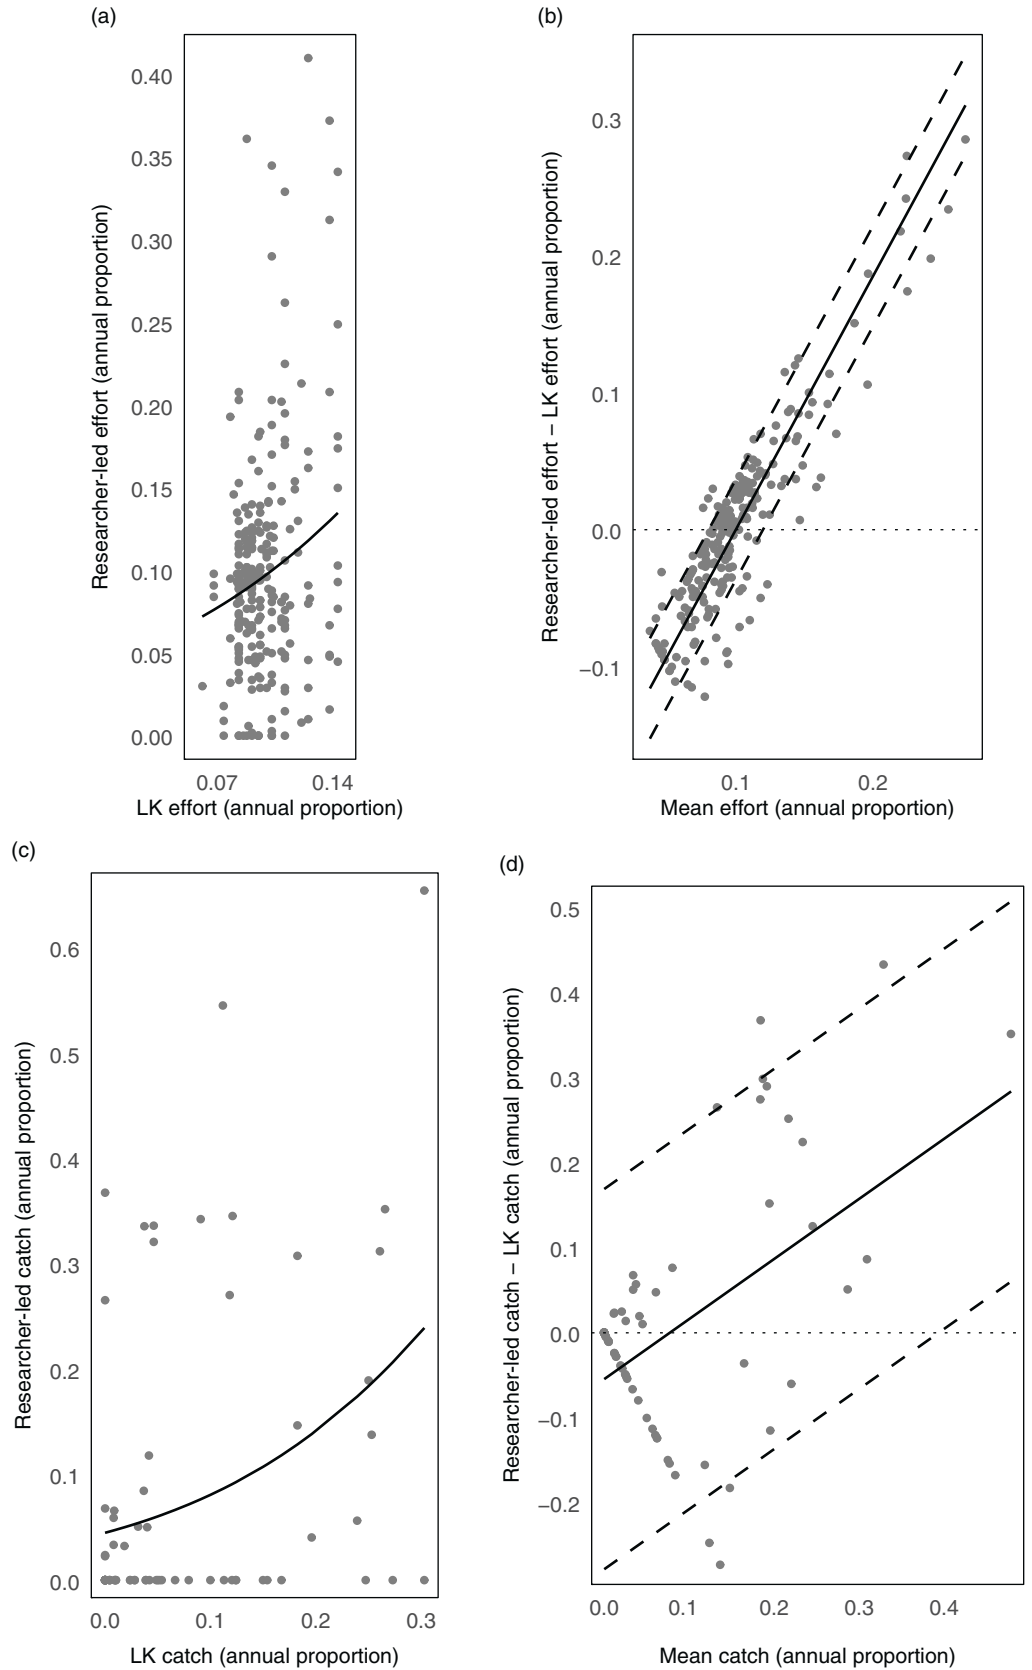 (a)
0.40
0.35
0.30
0.25
0.20
0.15
0.10
0.05
0.00
Researcher-led effort (annual proportion)
0.07 0.14
LK effort (annual proportion)
(b)
0.3
0.2
0.1
0.0
−0.1
Researcher-led effort – LK effort (annual proportion)
0.1 0.2
Mean effort (annual proportion)
(c)
0.6
0.5
0.4
0.3
0.2
0.1
0.0
Researcher-led catch (annual proportion)
0.0 0.1 0.2 0.3
LK catch (annual proportion)
(d)
0.5
0.4
0.3
0.2
0.1
0.0
−0.1
−0.2
Researcher-led catch – LK catch (annual proportion)
0.0 0.1 0.2 0.3 0.4
Mean catch (annual proportion)